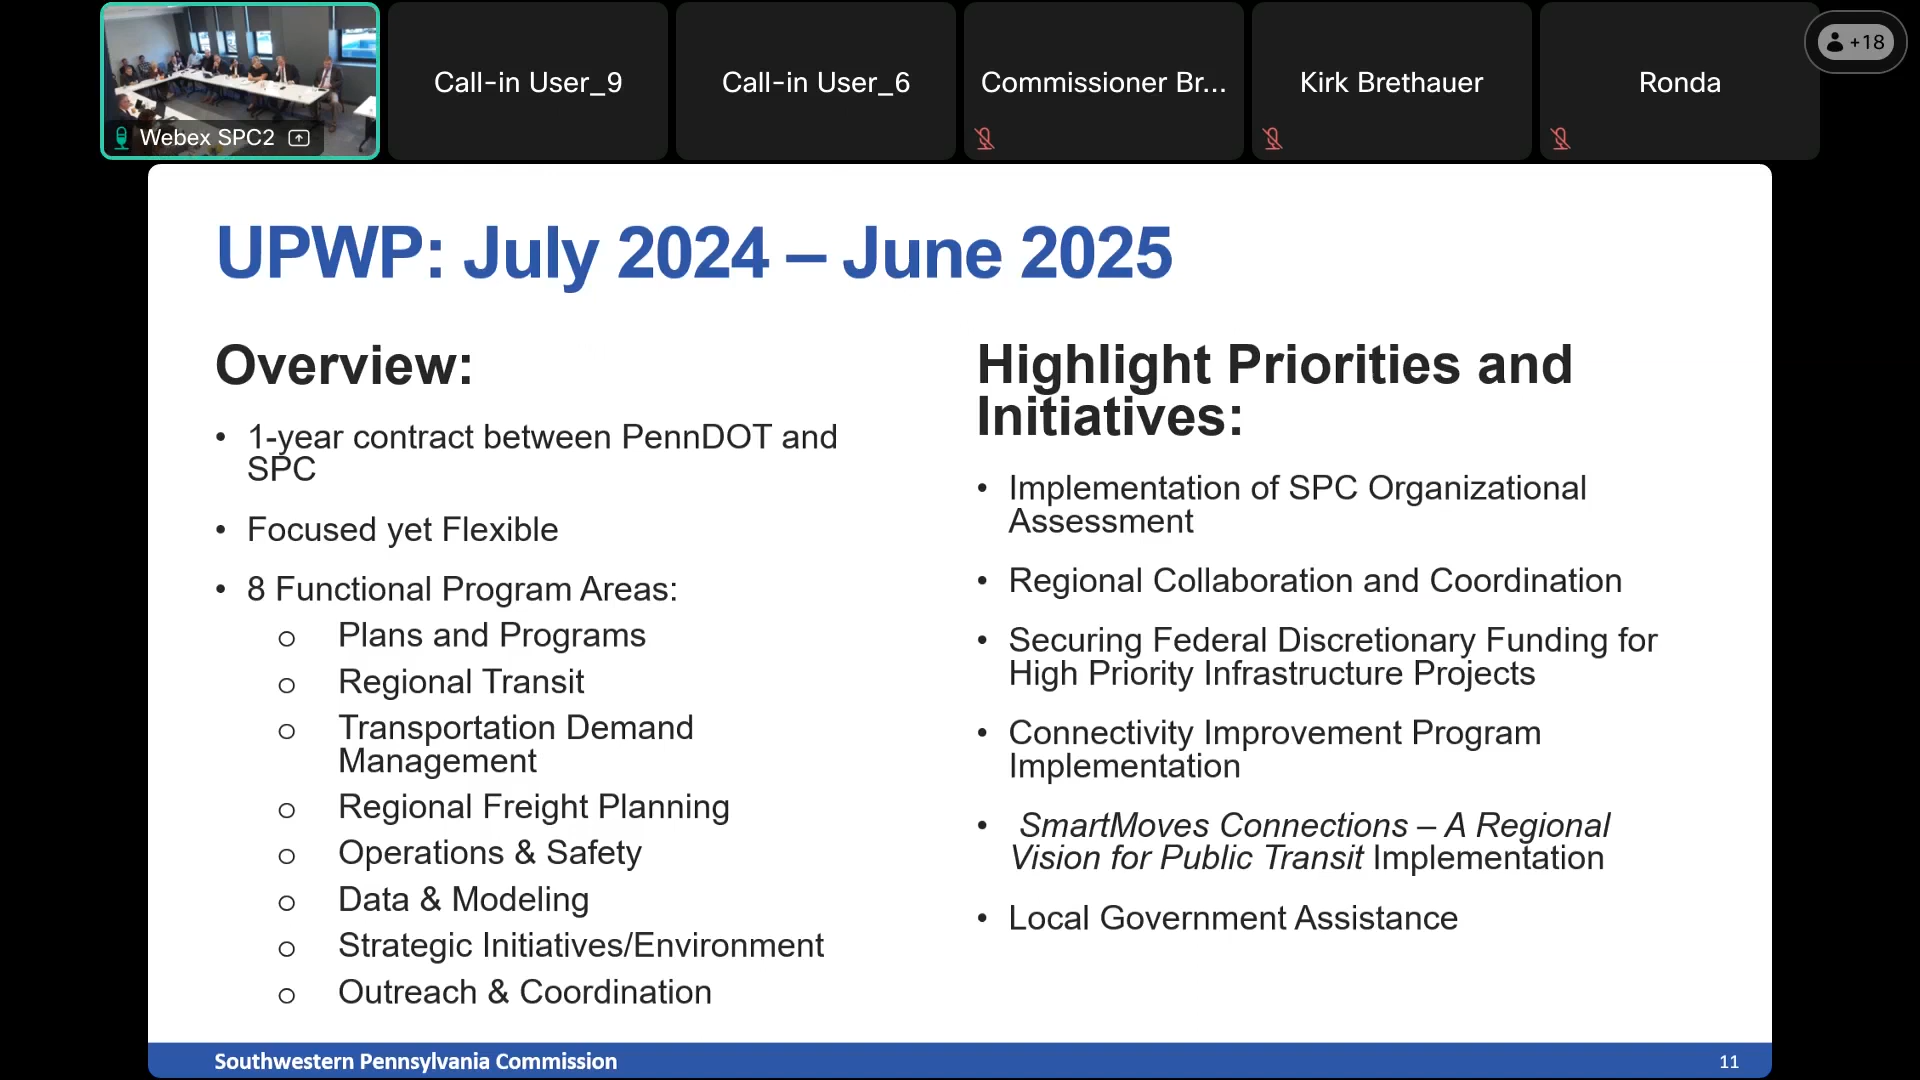 Webex SPC2
Call-in User_9
Call-in User_6
Commissioner Br...
Kirk Brethauer
Ronda
+18
UPWP: July 2024 – June 2025
Overview:
• 1-year contract between PennDOT and
SPC
• Focused yet Flexible
• 8 Functional Program Areas:
o Plans and Programs
o Regional Transit
o Transportation Demand
Management
o Regional Freight Planning
o Operations & Safety
o Data & Modeling
o Strategic Initiatives/Environment
o Outreach & Coordination
Highlight Priorities and
Initiatives:
• Implementation of SPC Organizational
Assessment
• Regional Collaboration and Coordination
• Securing Federal Discretionary Funding for
High Priority Infrastructure Projects
• Connectivity Improvement Program
Implementation
• SmartMoves Connections – A Regional
Vision for Public Transit Implementation
• Local Government Assistance
Southwestern Pennsylvania Commission
11